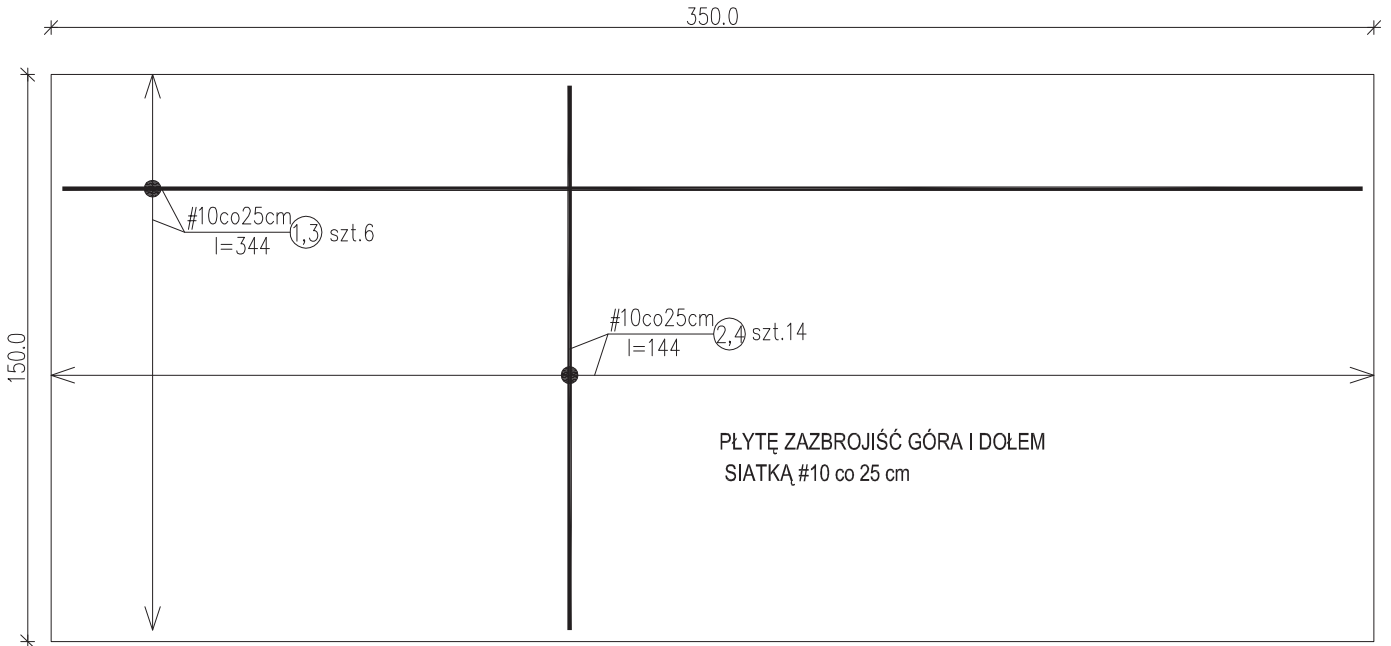 350.0
#10co25cm 1,3 szt.6
l=344
#10co25cm 2,4 szt.14
l=144
150.0
PŁYTĘ ZAZBROJIŚĆ GÓRA I DOŁEM
SIATKĄ #10 co 25 cm